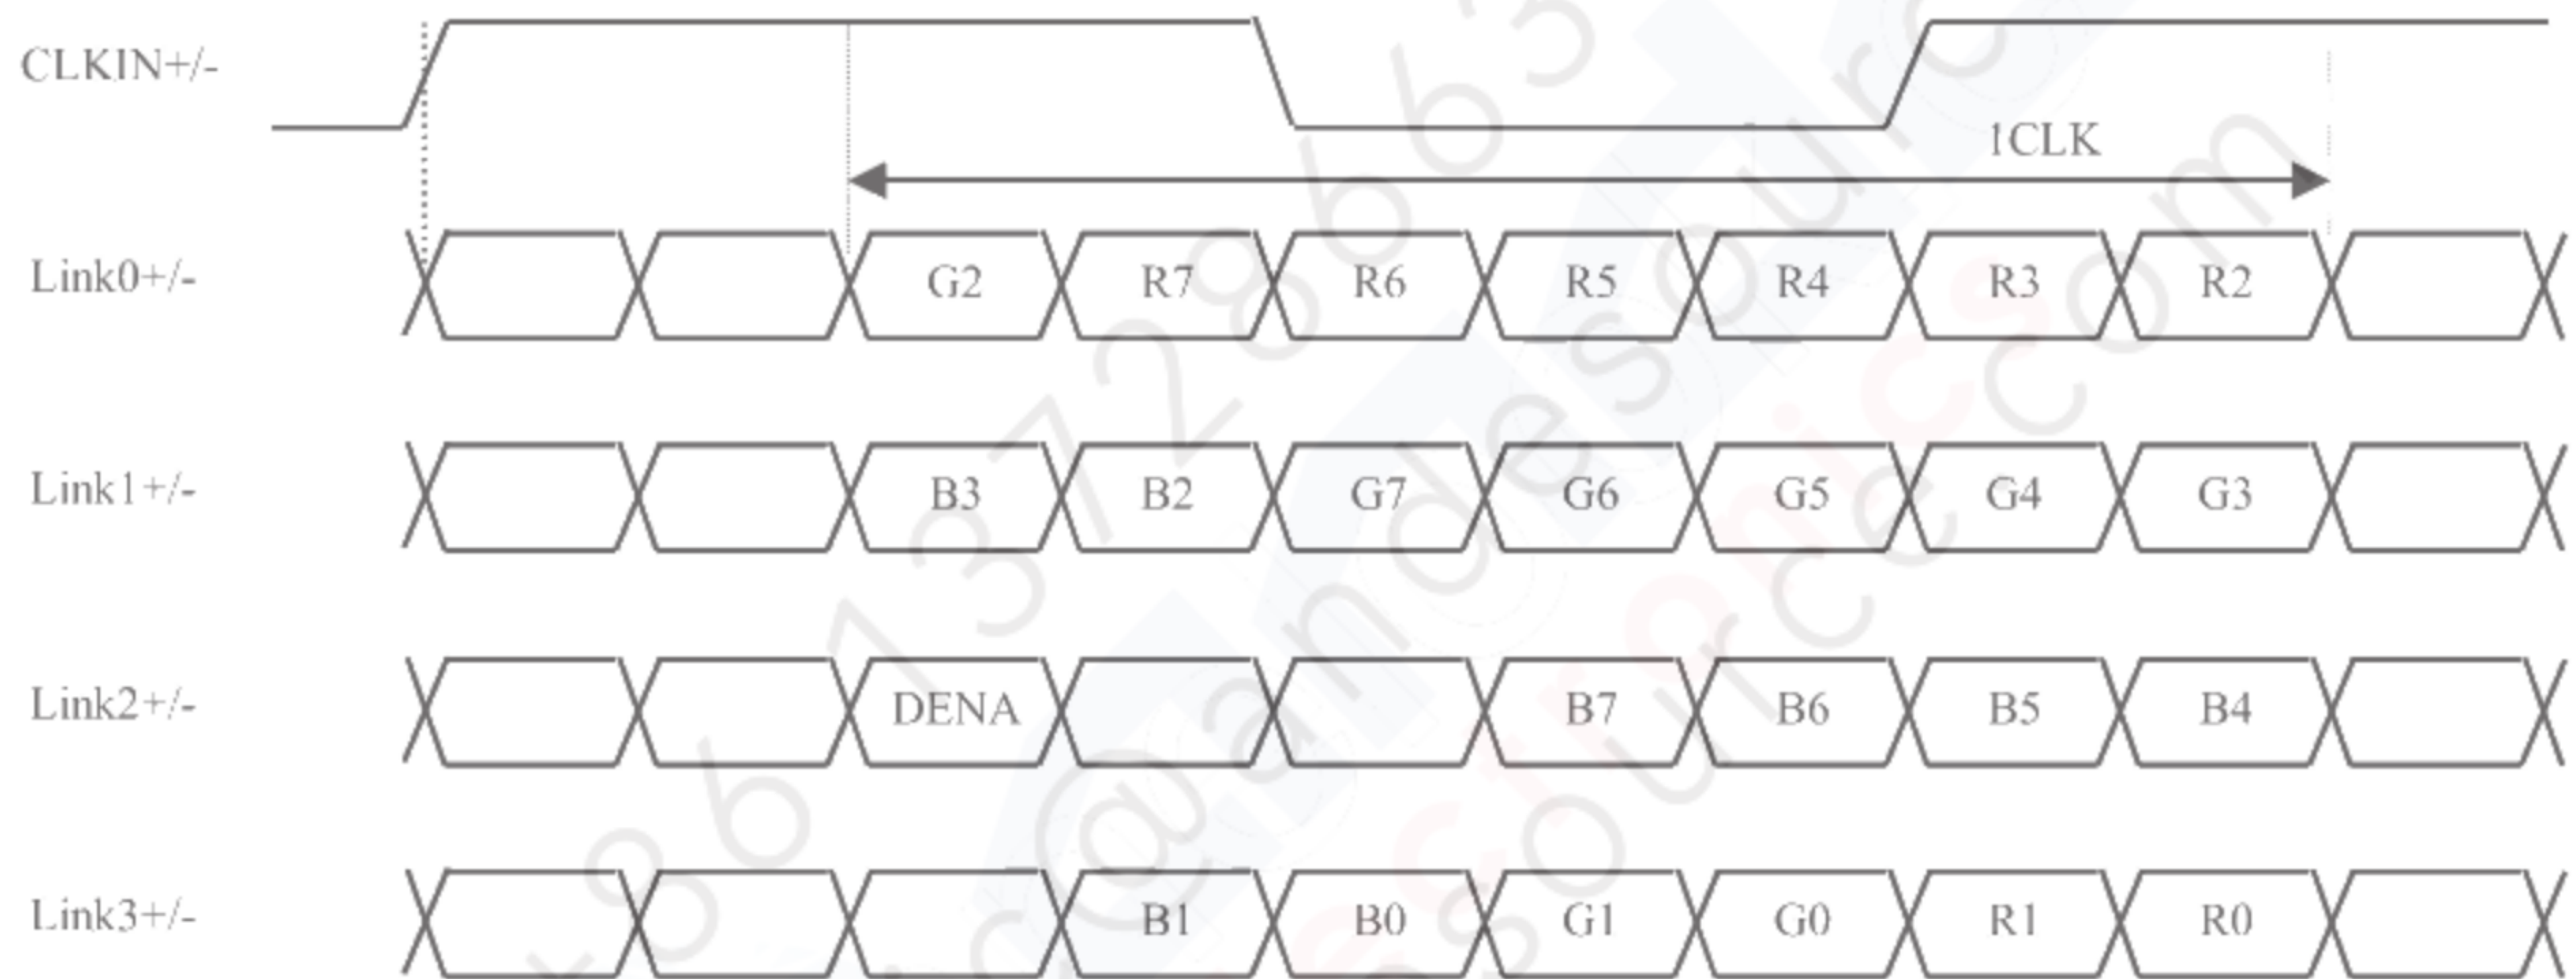 CLKIN+/-
1CLK
Link0+/- G2 R7 R6 R5 R4 R3 R2
Link1+/- B3 B2 G7 G6 G5 G4 G3
Link2+/- DENA B7 B6 B5 B4
Link3+/- B1 B0 G1 G0 R1 R0